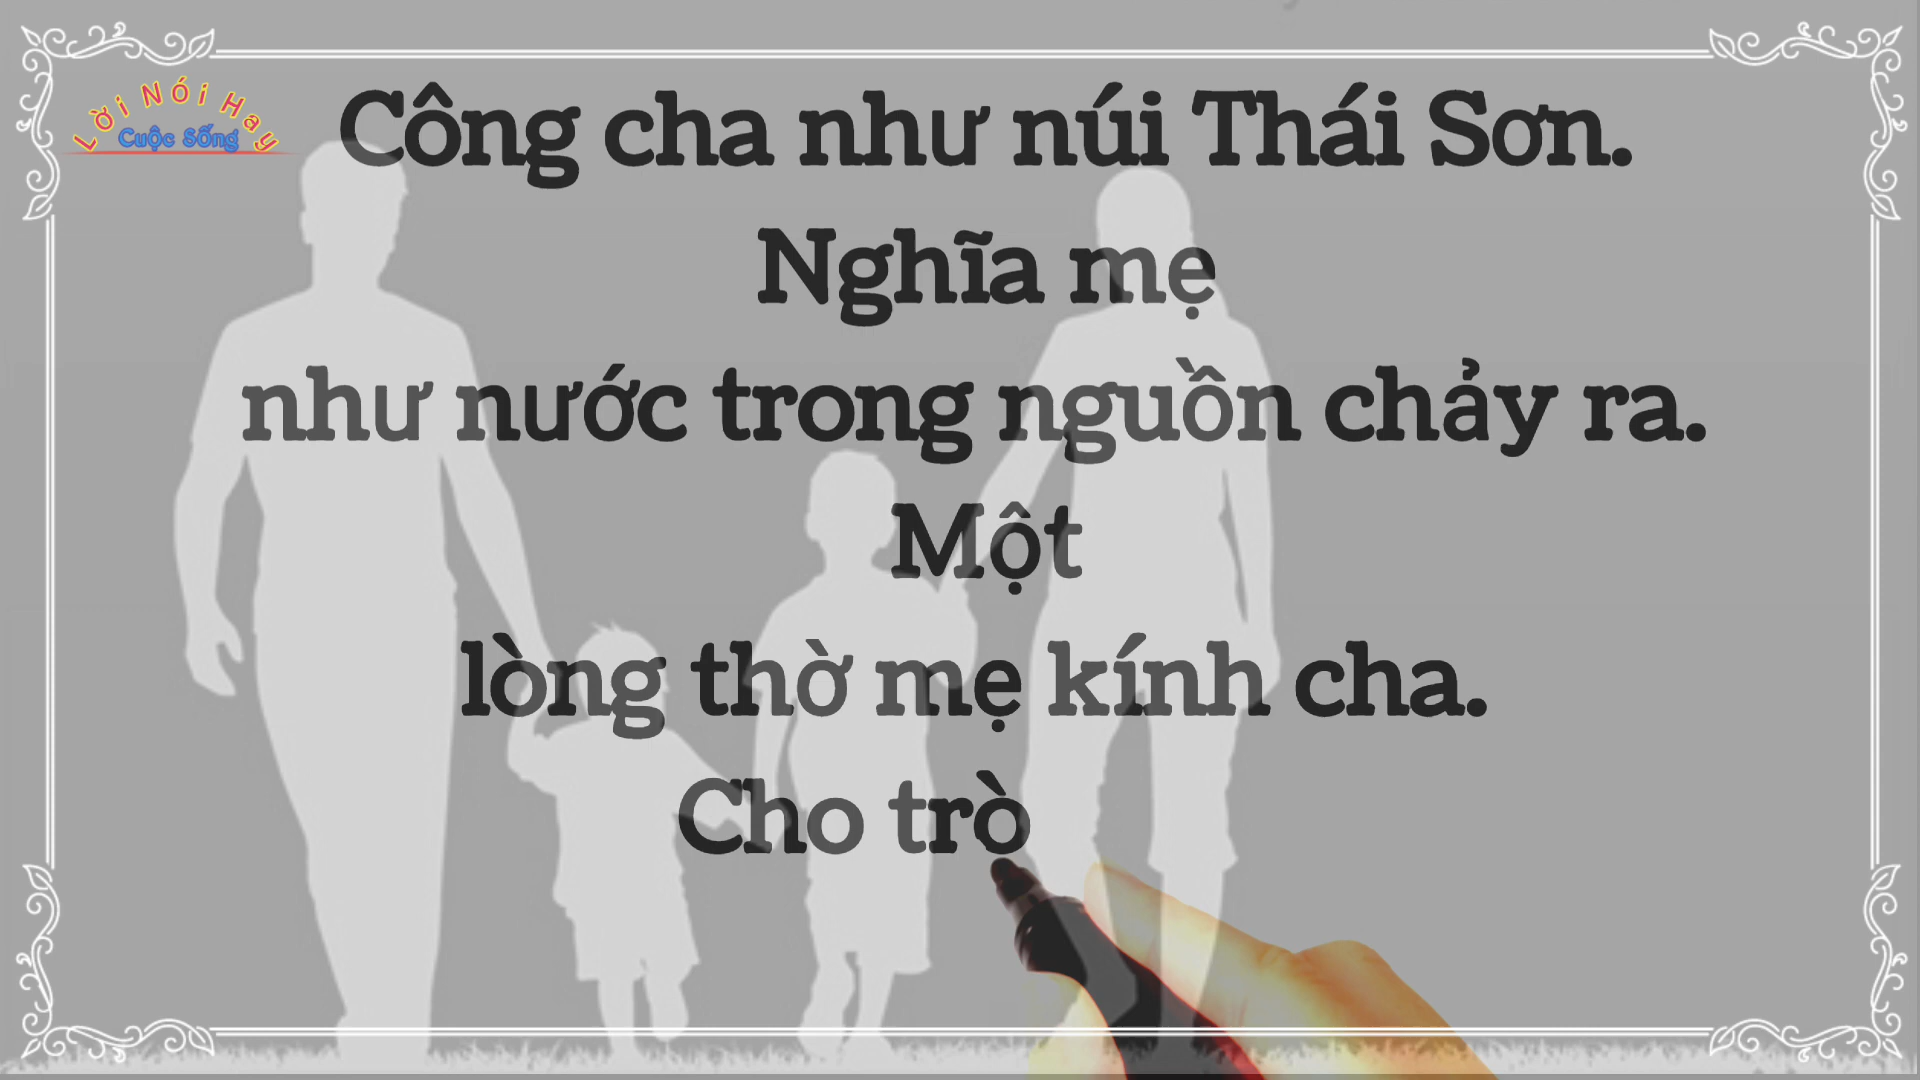 Lời Nói Hay
Cuộc Sống
Công cha như núi Thái Sơn.
Nghĩa mẹ
như nước trong nguồn chảy ra.
Một
lòng thờ mẹ kính cha.
Cho trò